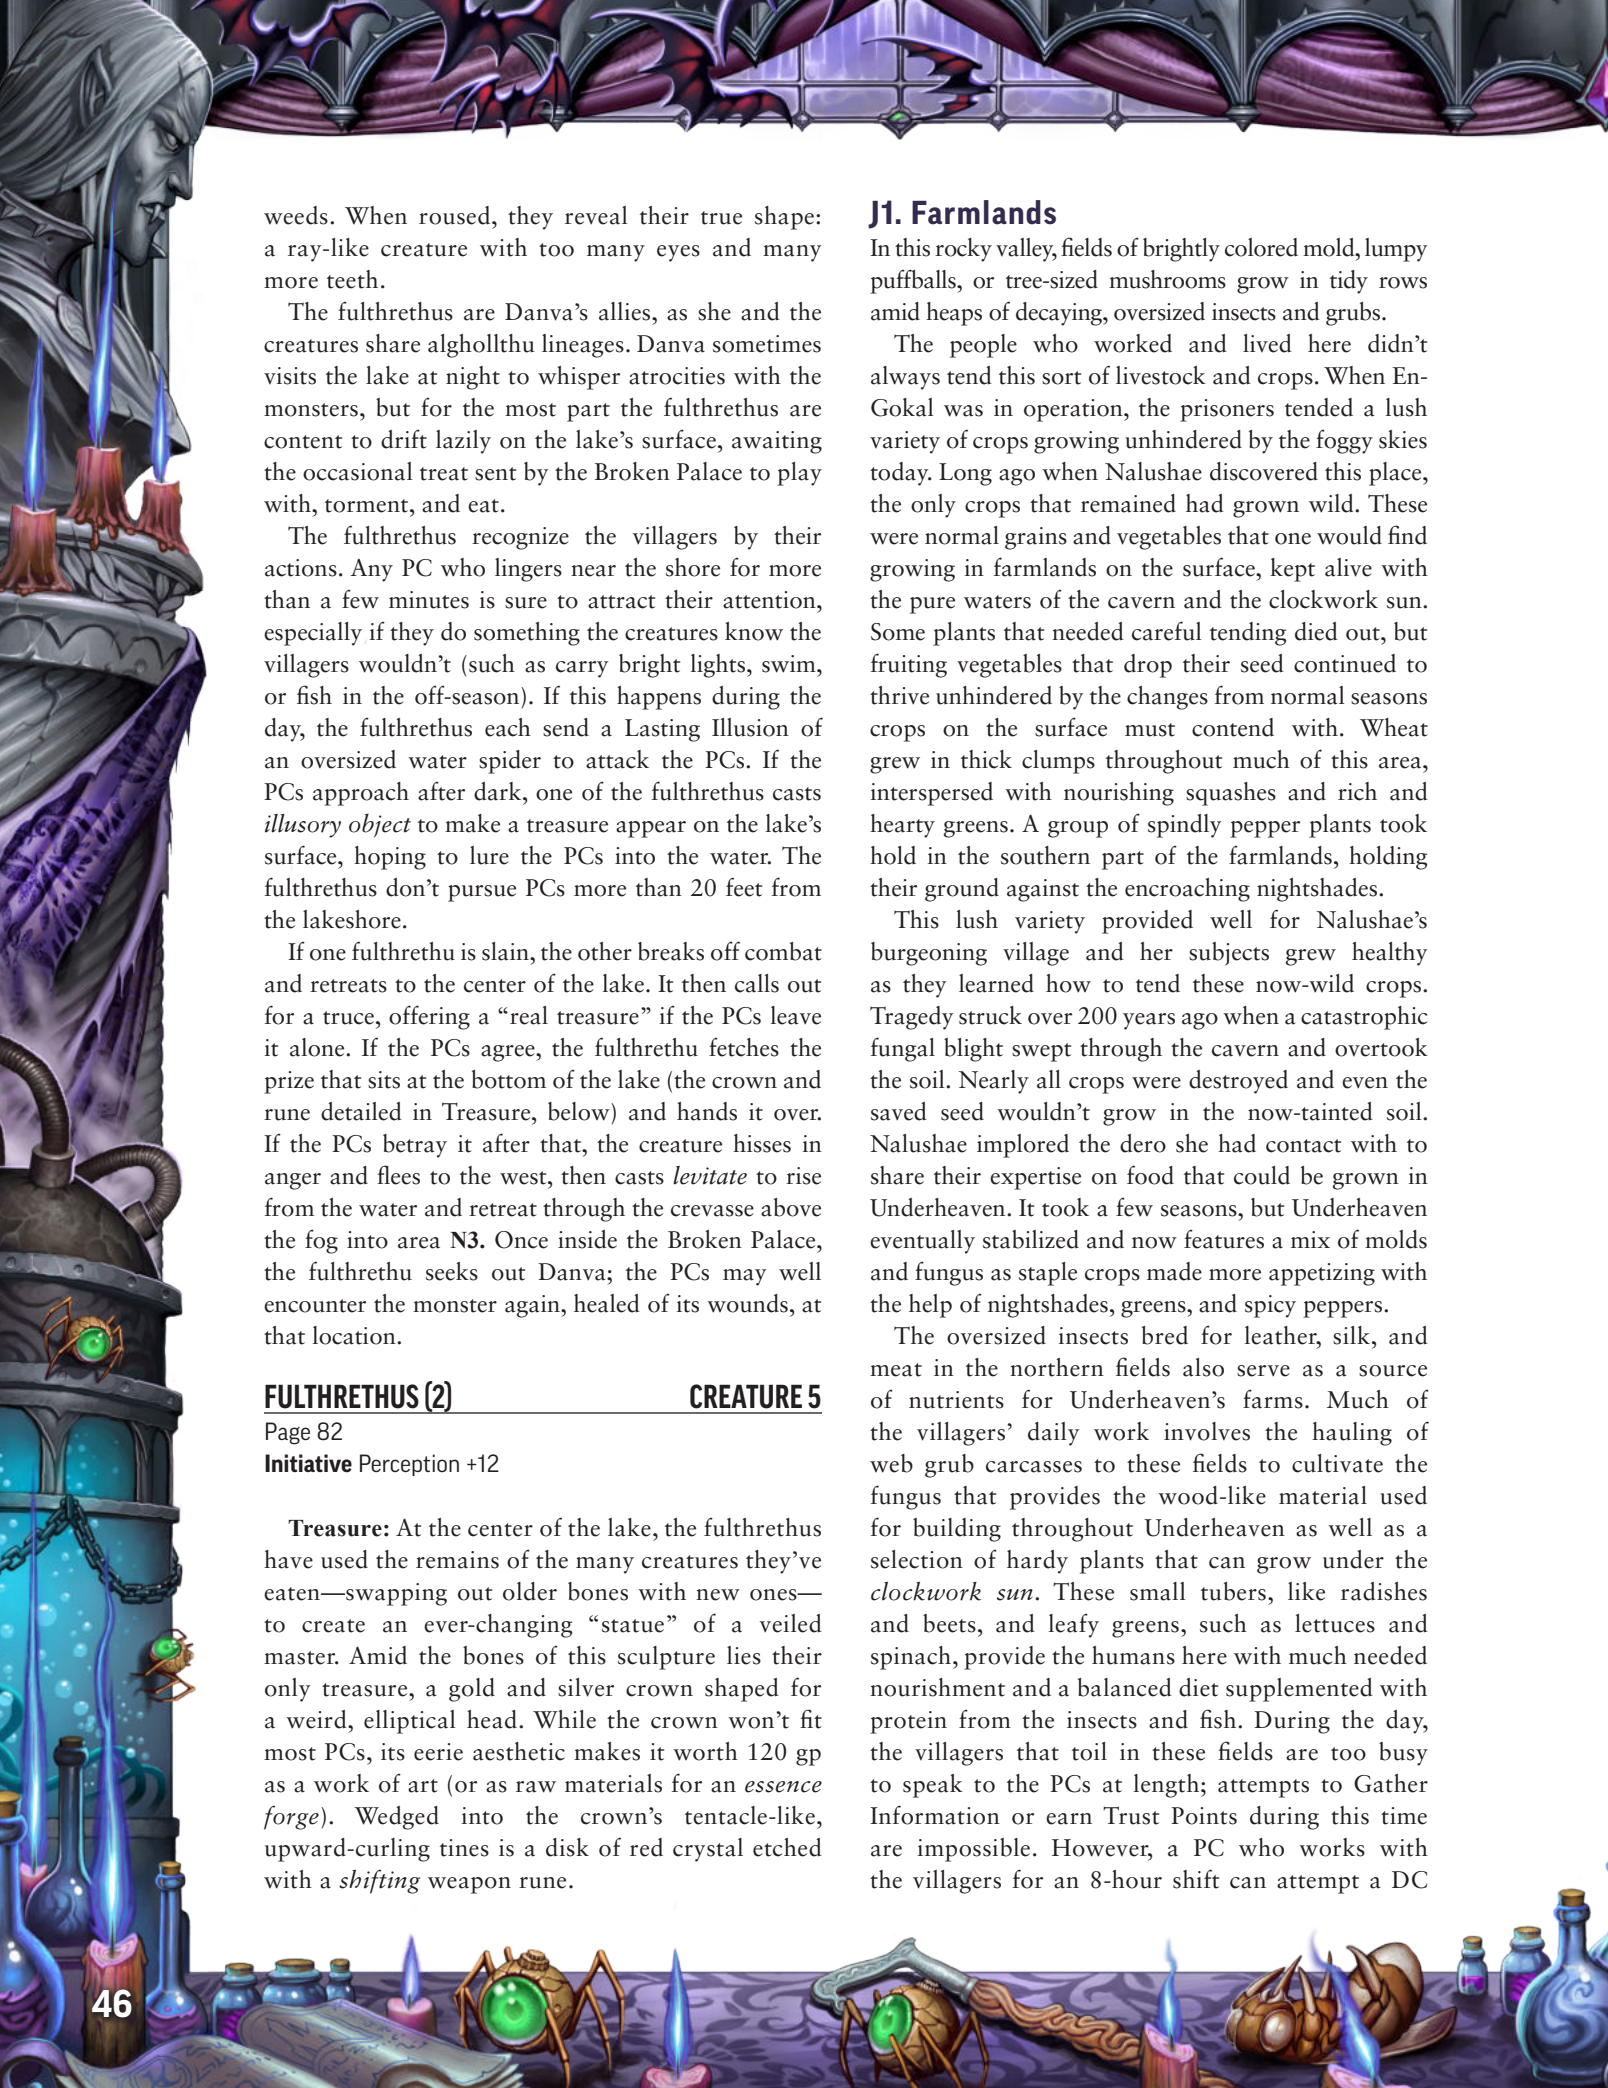 weeds. When roused, they reveal their true shape:
a ray-like creature with too many eyes and many
more teeth.
The fulthrethus are Danva’s allies, as she and the
creatures share alghollthu lineages. Danva sometimes
visits the lake at night to whisper atrocities with the
monsters, but for the most part the fulthrethus are
content to drift lazily on the lake’s surface, awaiting
the occasional treat sent by the Broken Palace to play
with, torment, and eat.
The fulthrethus recognize the villagers by their
actions. Any PC who lingers near the shore for more
than a few minutes is sure to attract their attention,
especially if they do something the creatures know the
villagers wouldn’t (such as carry bright lights, swim,
or fish in the off-season). If this happens during the
day, the fulthrethus each send a Lasting Illusion of
an oversized water spider to attack the PCs. If the
PCs approach after dark, one of the fulthrethus casts
illusory object to make a treasure appear on the lake’s
surface, hoping to lure the PCs into the water. The
fulthrethus don’t pursue PCs more than 20 feet from
the lakeshore.
If one fulthrethu is slain, the other breaks off combat
and retreats to the center of the lake. It then calls out
for a truce, offering a “real treasure” if the PCs leave
it alone. If the PCs agree, the fulthrethu fetches the
prize that sits at the bottom of the lake (the crown and
rune detailed in Treasure, below) and hands it over.
If the PCs betray it after that, the creature hisses in
anger and flees to the west, then casts levitate to rise
from the water and retreat through the crevasse above
the fog into area N3. Once inside the Broken Palace,
the fulthrethu seeks out Danva; the PCs may well
encounter the monster again, healed of its wounds, at
that location.
FULTHRETHUS (2) CREATURE 5
Page 82
Initiative Perception +12
Treasure: At the center of the lake, the fulthrethus
have used the remains of the many creatures they’ve
eaten—swapping out older bones with new ones—
to create an ever-changing “statue” of a veiled
master. Amid the bones of this sculpture lies their
only treasure, a gold and silver crown shaped for
a weird, elliptical head. While the crown won’t fit
most PCs, its eerie aesthetic makes it worth 120 gp
as a work of art (or as raw materials for an essence
forge). Wedged into the crown’s tentacle-like,
upward-curling tines is a disk of red crystal etched
with a shifting weapon rune.
J1. Farmlands
In this rocky valley, fields of brightly colored mold, lumpy
puffballs, or tree-sized mushrooms grow in tidy rows
amid heaps of decaying, oversized insects and grubs.
The people who worked and lived here didn’t
always tend this sort of livestock and crops. When En-
Gokal was in operation, the prisoners tended a lush
variety of crops growing unhindered by the foggy skies
today. Long ago when Nalushae discovered this place,
the only crops that remained had grown wild. These
were normal grains and vegetables that one would find
growing in farmlands on the surface, kept alive with
the pure waters of the cavern and the clockwork sun.
Some plants that needed careful tending died out, but
fruiting vegetables that drop their seed continued to
thrive unhindered by the changes from normal seasons
crops on the surface must contend with. Wheat
grew in thick clumps throughout much of this area,
interspersed with nourishing squashes and rich and
hearty greens. A group of spindly pepper plants took
hold in the southern part of the farmlands, holding
their ground against the encroaching nightshades.
This lush variety provided well for Nalushae’s
burgeoning village and her subjects grew healthy
as they learned how to tend these now-wild crops.
Tragedy struck over 200 years ago when a catastrophic
fungal blight swept through the cavern and overtook
the soil. Nearly all crops were destroyed and even the
saved seed wouldn’t grow in the now-tainted soil.
Nalushae implored the dero she had contact with to
share their expertise on food that could be grown in
Underheaven. It took a few seasons, but Underheaven
eventually stabilized and now features a mix of molds
and fungus as staple crops made more appetizing with
the help of nightshades, greens, and spicy peppers.
The oversized insects bred for leather, silk, and
meat in the northern fields also serve as a source
of nutrients for Underheaven’s farms. Much of
the villagers’ daily work involves the hauling of
web grub carcasses to these fields to cultivate the
fungus that provides the wood-like material used
for building throughout Underheaven as well as a
selection of hardy plants that can grow under the
clockwork sun. These small tubers, like radishes
and beets, and leafy greens, such as lettuces and
spinach, provide the humans here with much needed
nourishment and a balanced diet supplemented with
protein from the insects and fish. During the day,
the villagers that toil in these fields are too busy
to speak to the PCs at length; attempts to Gather
Information or earn Trust Points during this time
are impossible. However, a PC who works with
the villagers for an 8-hour shift can attempt a DC
46